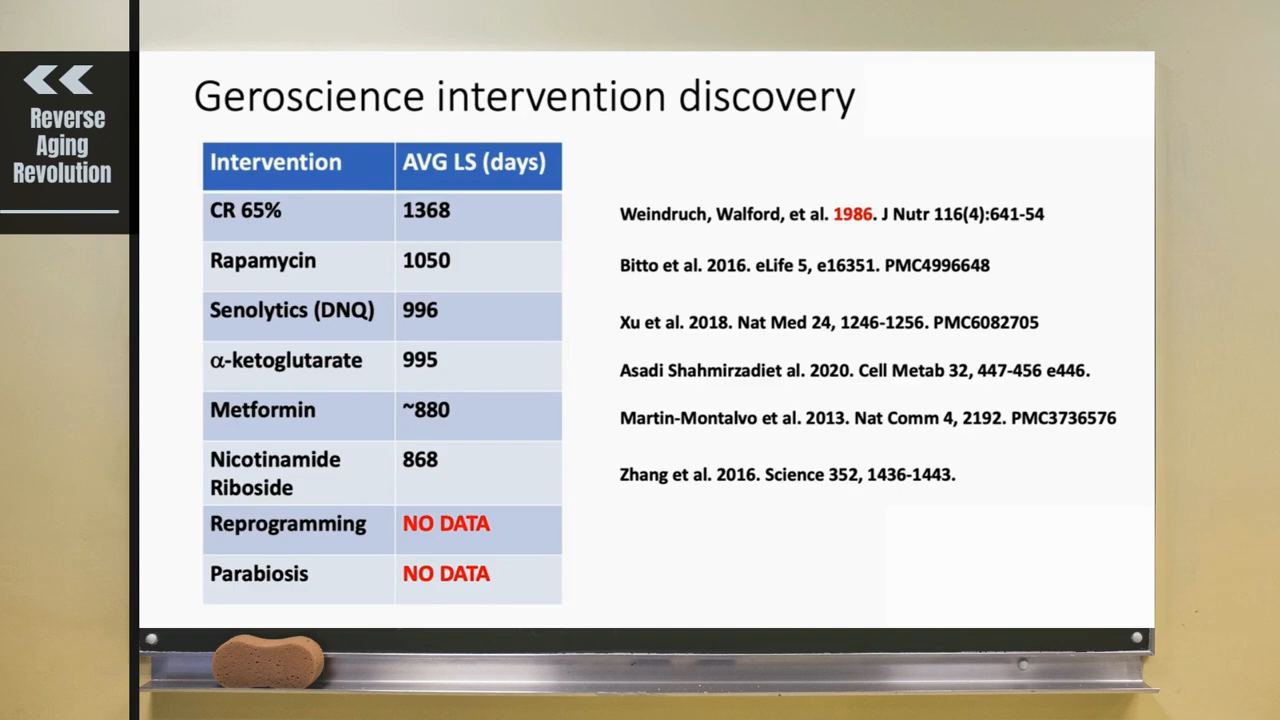 Reverse
Aging
Revolution
Geroscience intervention discovery
Intervention AVG LS (days)
CR 65% 1368 Weindruch, Walford, et al. 1986. J Nutr 116(4):641-54
Rapamycin 1050 Bitto et al. 2016. eLife 5, e16351. PMC4996648
Senolytics (DNQ) 996 Xu et al. 2018. Nat Med 24, 1246-1256. PMC6082705
α-ketoglutarate 995 Asadi Shahmirzadiet al. 2020. Cell Metab 32, 447-456 e446.
Metformin ~880 Martin-Montalvo et al. 2013. Nat Comm 4, 2192. PMC3736576
Nicotinamide 868 Zhang et al. 2016. Science 352, 1436-1443.
Riboside
Reprogramming NO DATA
Parabiosis NO DATA